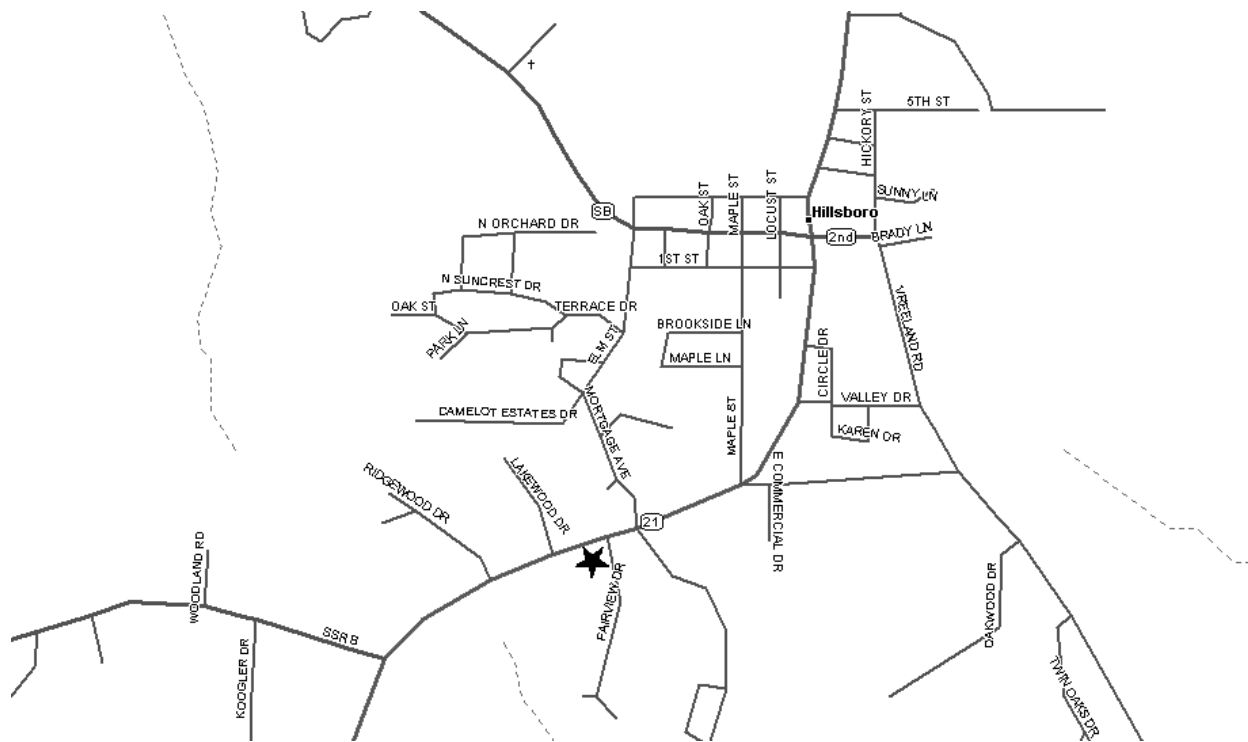 5TH ST
HICKORY ST
SUNNY LN
OAK ST
MAPLE ST
LOCUST ST
Hillsboro
SB
N ORCHARD DR
2nd
BRADY LN
1ST ST
N SUNCREST DR
OAK ST
TERRACE DR
PARK LN
ELM ST
BROOKSIDE LN
MAPLE LN
CIRCLE DR
VREELAND RD
VALLEY DR
KAREN DR
CAMELOT ESTATES DR
MORTGAGE AVE
MAPLE ST
E COMMERCIAL DR
RIDGEWOOD DR
LAKEWOOD DR
21
WOODLAND RD
FAIRVIEW DR
OAKWOOD DR
SSR B
KOOGLER DR
TWIN OAKS DR